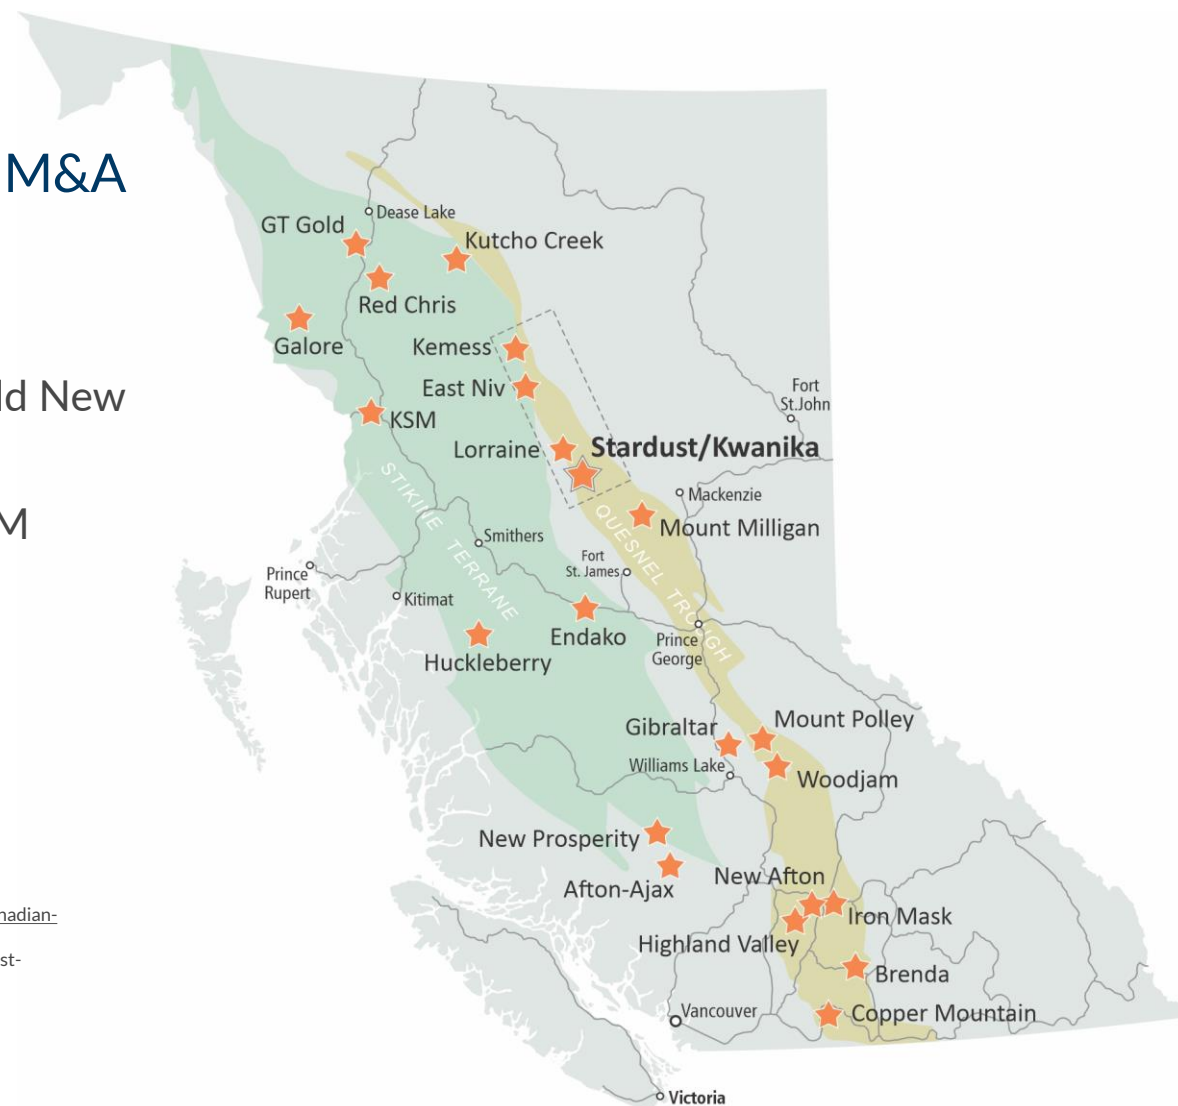 M&A
Dease Lake
GT Gold
Kutcho Creek
Red Chris
Galore
Kemess
East Niv
Fort
St.John
ld New
KSM
Lorraine
Stardust/Kwanika
Mackenzie
M
Mount Milligan
STIKINE TERRANE
QUESNEL TROUGH
Smithers
Fort
St. James
Prince
Rupert
Kitimat
Endako
Prince
George
Huckleberry
Gibraltar
Mount Polley
Williams Lake
Woodjam
New Prosperity
Afton-Ajax
New Afton
nadian-
Iron Mask
Highland Valley
st-
Brenda
Vancouver
Copper Mountain
Victoria